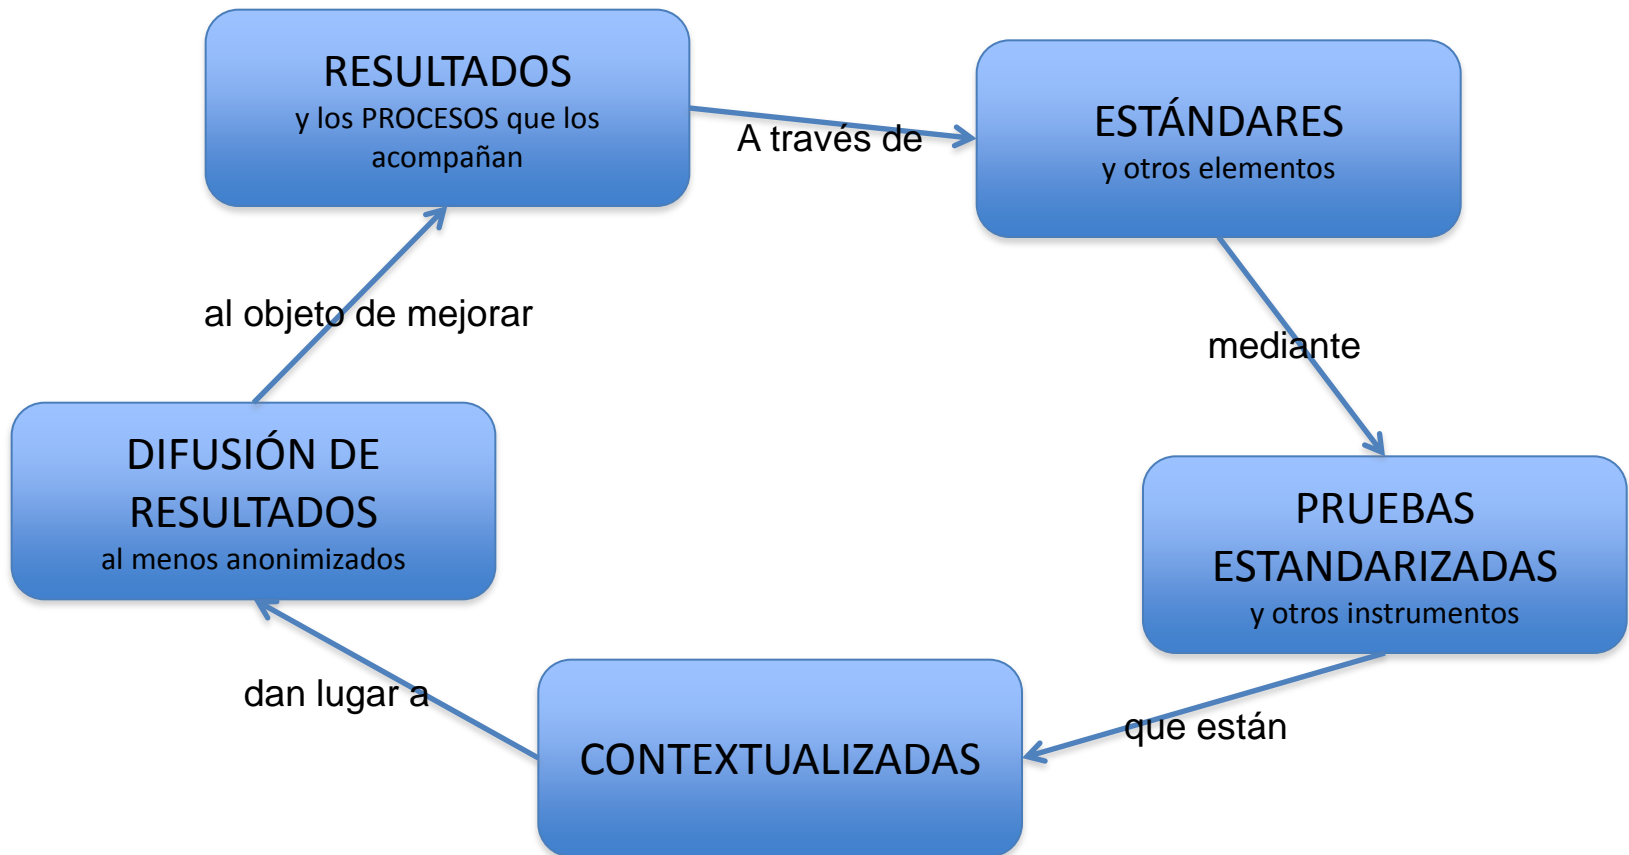 RESULTADOS
y los PROCESOS que los
acompañan
A través de
ESTÁNDARES
y otros elementos
mediante
PRUEBAS
ESTANDARIZADAS
y otros instrumentos
que están
CONTEXTUALIZADAS
dan lugar a
DIFUSIÓN DE
RESULTADOS
al menos anonimizados
al objeto de mejorar